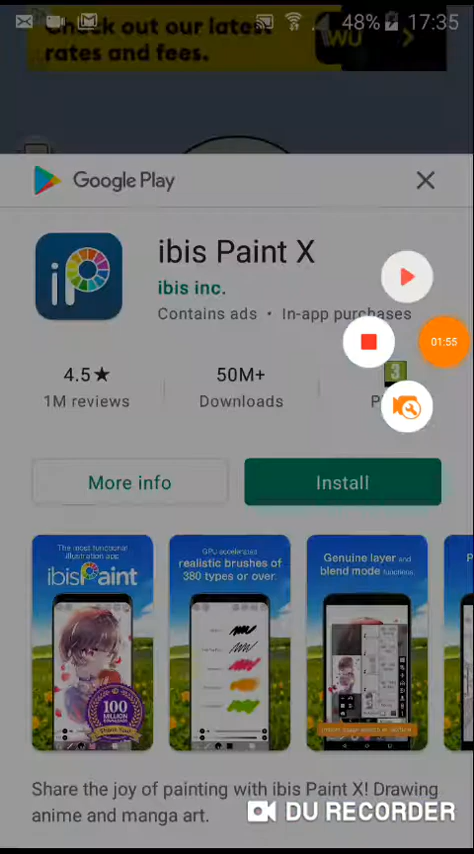 48% 17:35
Check out our latest
rates and fees.
WU
Google Play
ibis Paint X
ibis inc.
Contains ads • In-app purchases
01:55
4.5★
50M+
3
1M reviews
Downloads
More info
Install
The most functional
illustration app
ibisPaint
100
MILLION
GPU accelerated
realistic brushes of
380 types or over.
Genuine layer and
blend mode functions.
Share the joy of painting with ibis Paint X! Drawing
anime and manga art.
DU RECORDER